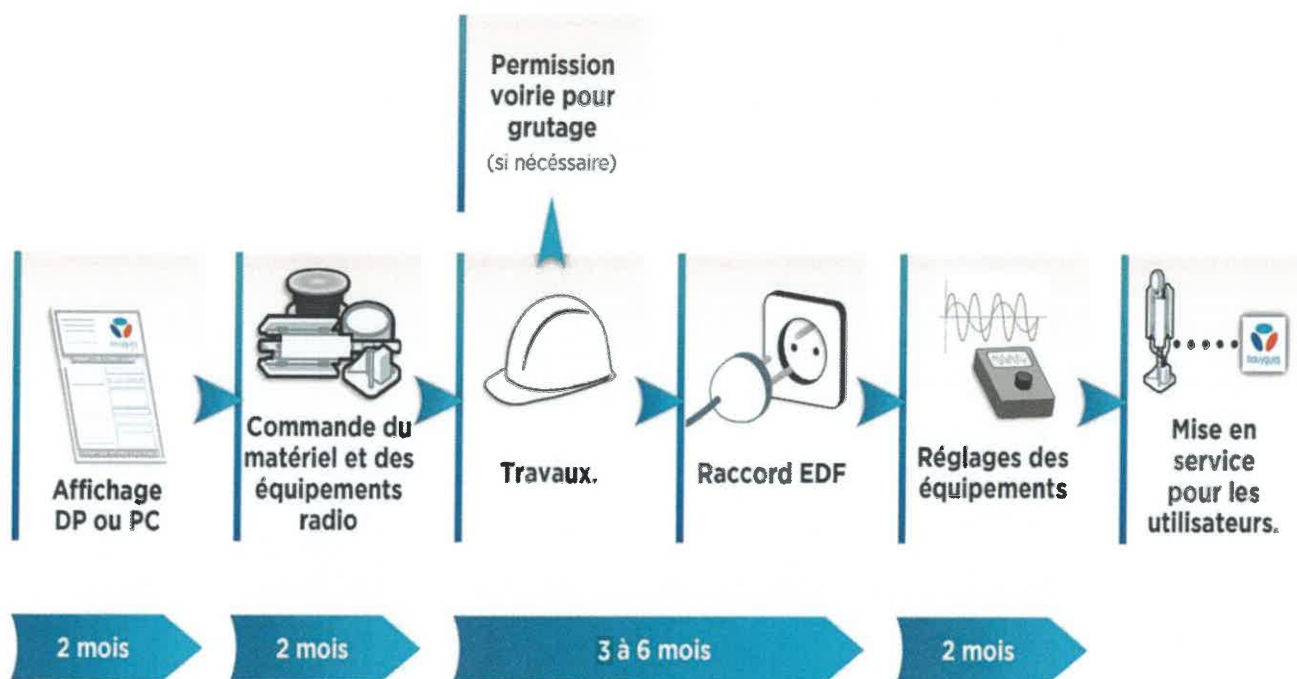 Permission
voirie pour
grutage
(si nécéssaire)
Affichage
DP ou PC
Commande du
matériel et des
équipements
radio
Travaux.
Raccord EDF
Réglages des
équipements
bouygues
Mise en
service
pour les
utilisateurs.
2 mois
2 mois
3 à 6 mois
2 mois